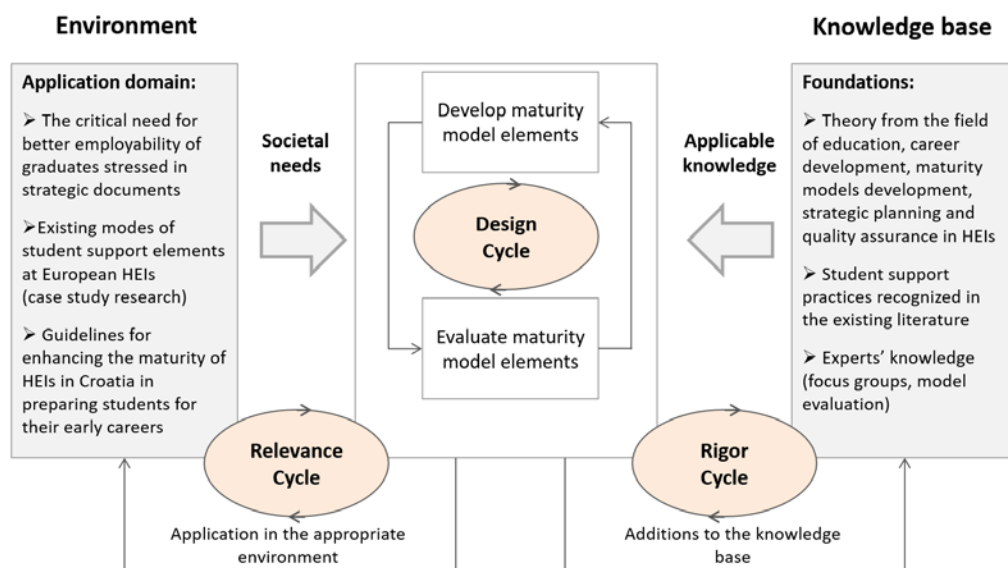 Environment
Application domain:
➢ The critical need for
better employability of
graduates stressed in
strategic documents
➢Existing modes of
student support elements
at European HEIs
(case study research)
➢ Guidelines for
enhancing the maturity of
HEIs in Croatia in
preparing students for
their early careers
Societal
needs
Develop maturity
model elements
Design
Cycle
Evaluate maturity
model elements
Applicable
knowledge
Knowledge base
Foundations:
➢ Theory from the field
of education, career
development, maturity
models development,
strategic planning and
quality assurance in HEIs
➢ Student support
practices recognized in
the existing literature
➢ Experts’ knowledge
(focus groups, model
evaluation)
Relevance
Cycle
Application in the appropriate
environment
Rigor
Cycle
Additions to the knowledge
base